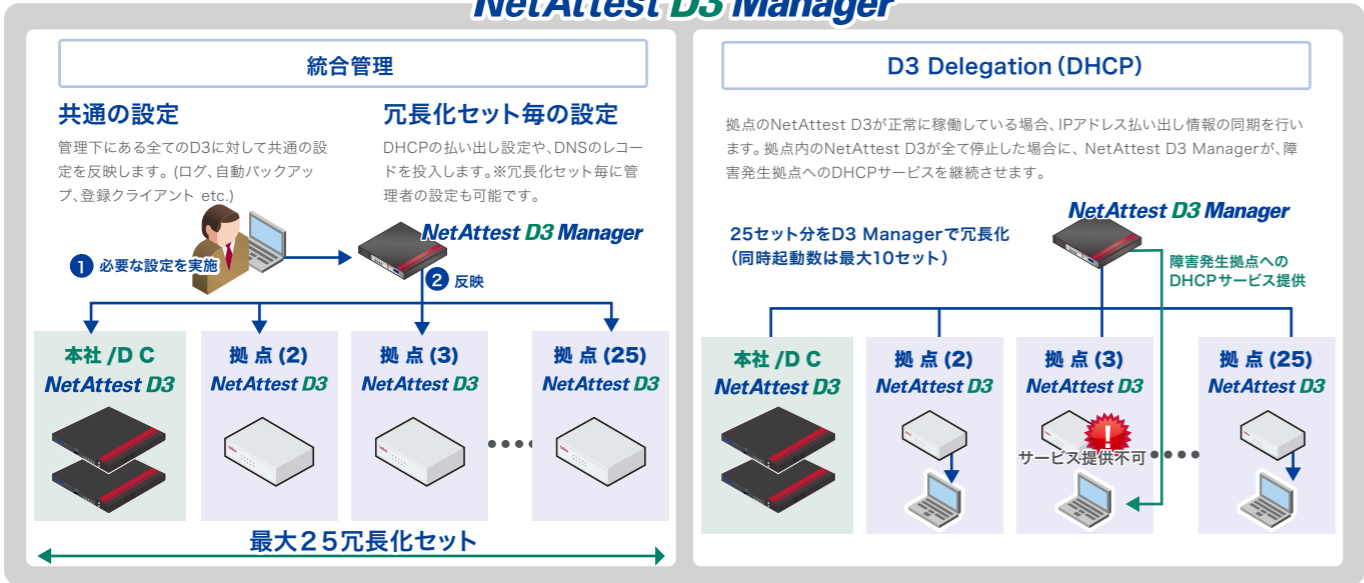 NetAttest D3 Manager
統合管理
共通の設定
管理下にある全てのD3に対して共通の設
定を反映します。(ログ、自動バックアッ
プ、登録クライアント etc.)
冗長化セット毎の設定
DHCPの払い出し設定や、DNSのレコー
ドを投入します。※冗長化セット毎に管
理者の設定も可能です。
NetAttest D3 Manager
1 必要な設定を実施
2 反映
本社 /D C
NetAttest D3
拠 点 (2)
NetAttest D3
拠 点 (3)
NetAttest D3
拠 点 (25)
NetAttest D3
最大25冗長化セット
D3 Delegation (DHCP)
拠点のNetAttest D3が正常に稼働している場合、IPアドレス払い出し情報の同期を行い
ます。拠点内のNetAttest D3が全て停止した場合に、NetAttest D3 Managerが、障
害発生拠点へのDHCPサービスを継続させます。
NetAttest D3 Manager
25セット分をD3 Managerで冗長化
(同時起動数は最大10セット)
障害発生拠点への
DHCPサービス提供
本社 /D C
NetAttest D3
拠 点 (2)
NetAttest D3
拠 点 (3)
NetAttest D3
!
サービス提供不可
拠 点 (25)
NetAttest D3